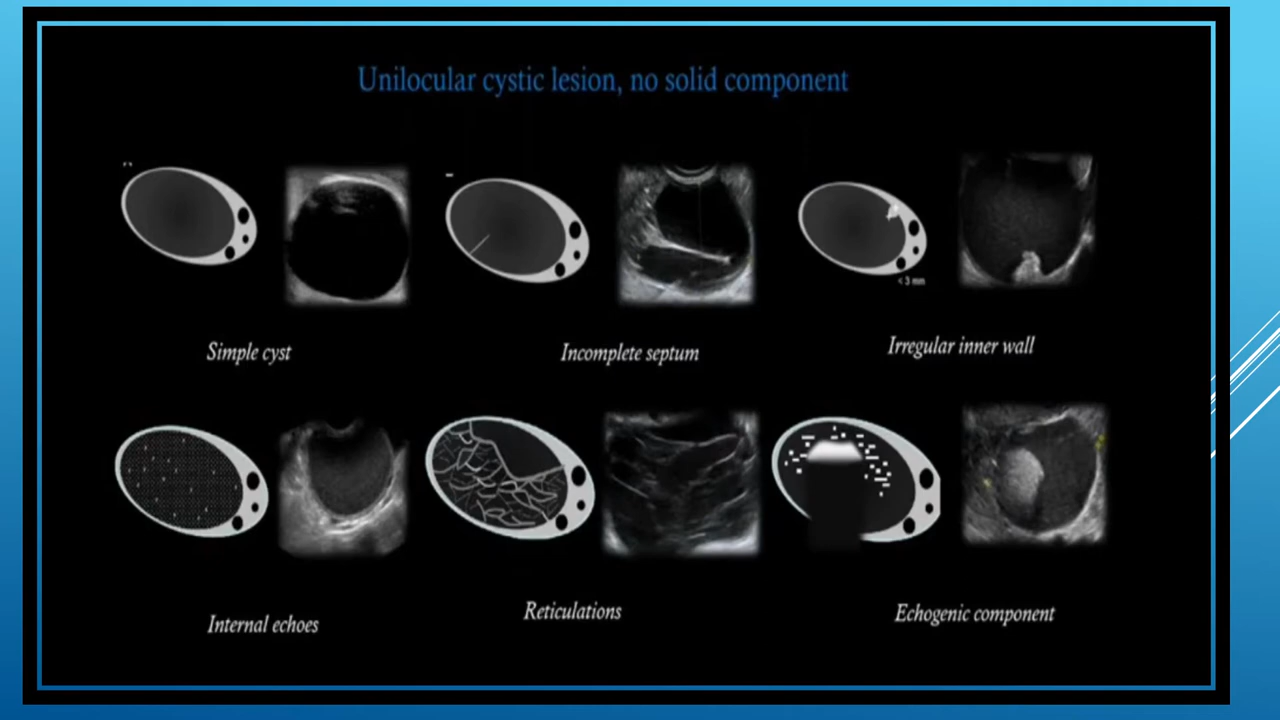 Unilocular cystic lesion, no solid component
< 3 mm
Simple cyst
Incomplete septum
Irregular inner wall
Internal echoes
Reticulations
Echogenic component